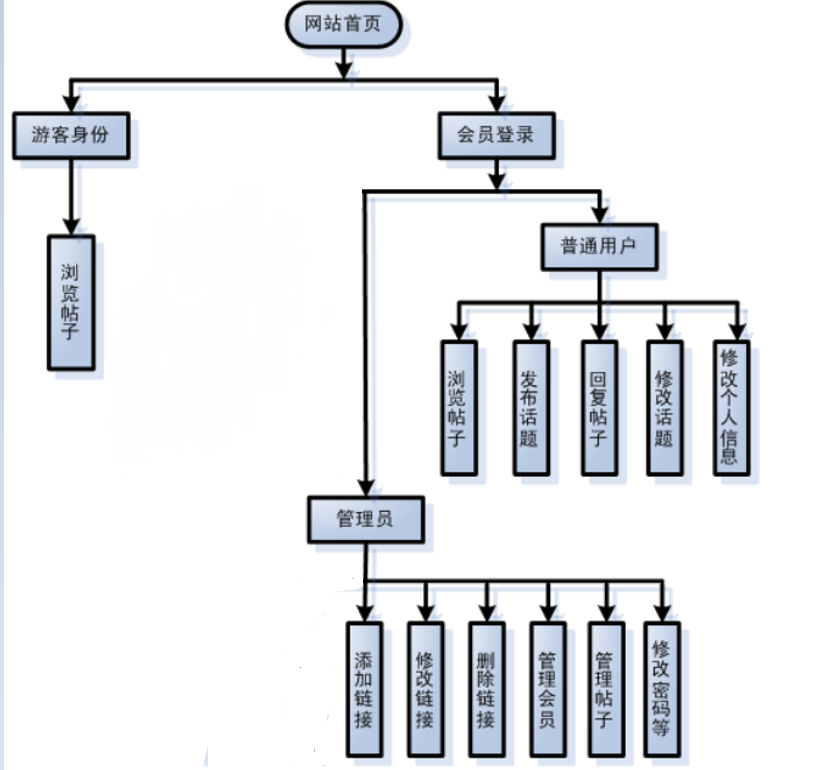 网站首页
游客身份
会员登录
普通用户
浏览帖子
浏览帖子
发布话题
回复帖子
修改话题
修改个人信息
管理员
添加链接
修改链接
删除链接
管理会员
管理帖子
修改密码等